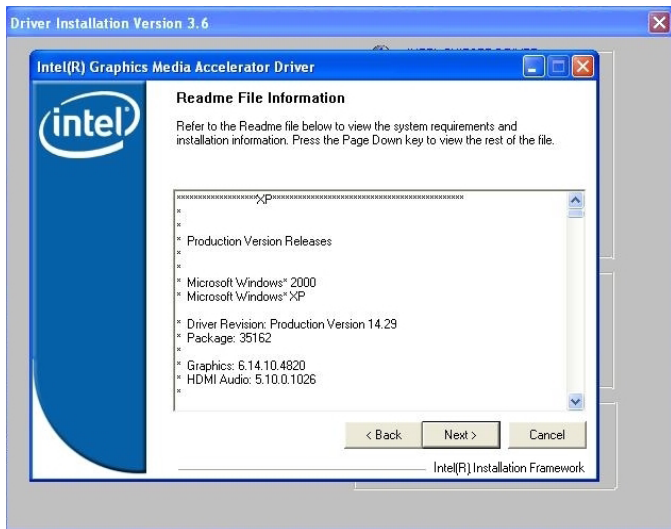 Driver Installation Version 3.6
Intel(R) Graphics Media Accelerator Driver
intel
Readme File Information
Refer to the Readme file below to view the system requirements and
installation information. Press the Page Down key to view the rest of the file.
*******************XP**********************************************
*
*
* Production Version Releases
*
*
* Microsoft Windows* 2000
* Microsoft Windows* XP
*
* Driver Revision: Production Version 14.29
* Package: 35162
*
* Graphics: 6.14.10.4820
* HDMI Audio: 5.10.0.1026
*
< Back
Next >
Cancel
Intel(R) Installation Framework